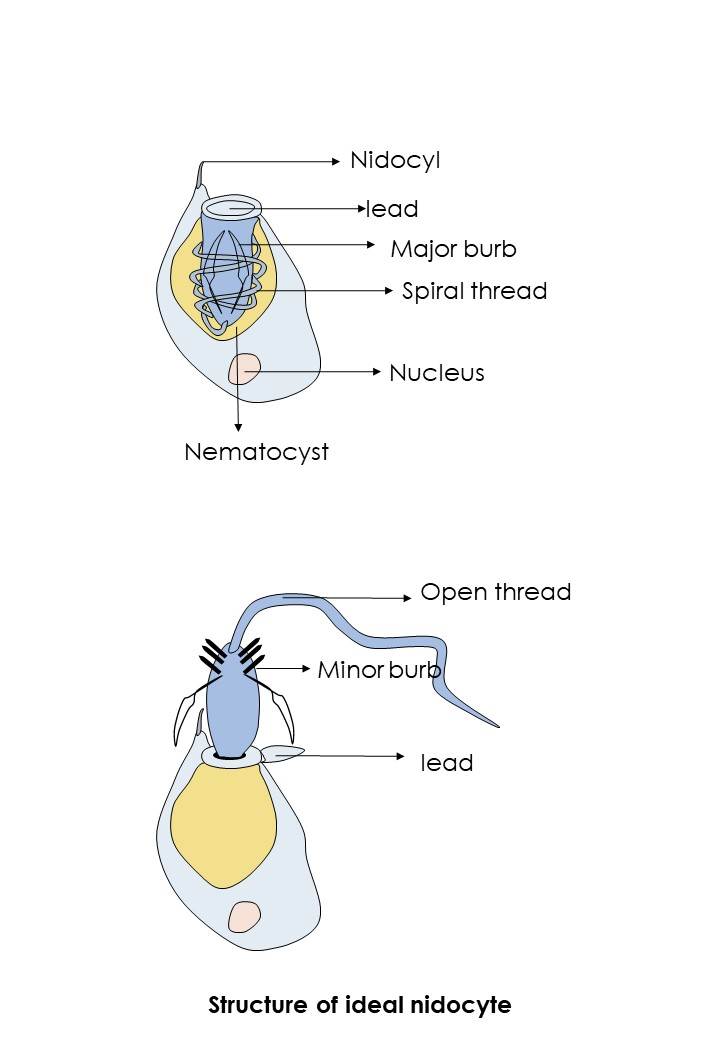 Nidocyl
lead
Major burb
Spiral thread
Nucleus
Nematocyst
Open thread
Minor burb
lead
Structure of ideal nidocyte